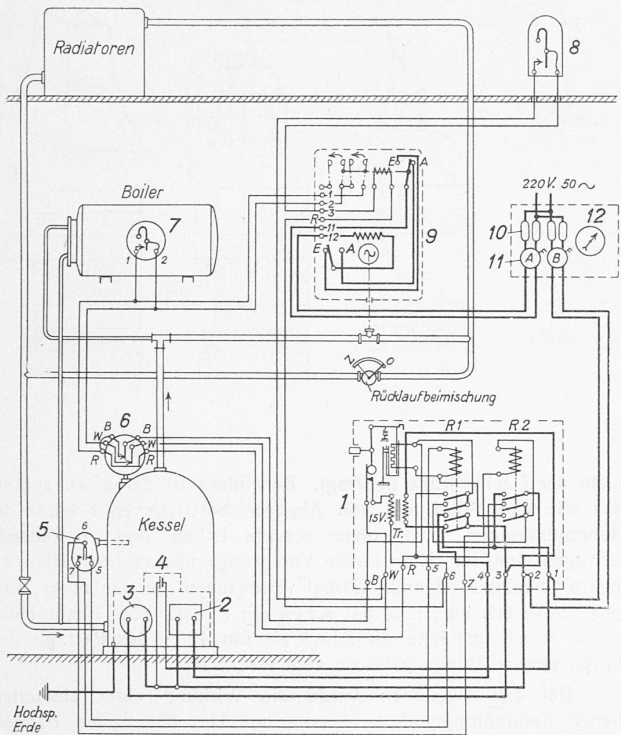 Radiatoren
8
E A
1
2
3
R
11
12
E A
9
220 V. 50 ~
10
12
11 A B
Boiler
7
1 2
Z O
Rücklaufbeimischung
6
B B
W W
R R
Kessel
5
6
7 5
4
3
2
R1 R2
1
15V.
Tr.
B W R 5 6 7 4 3 2 1
Hochsp.
Erde